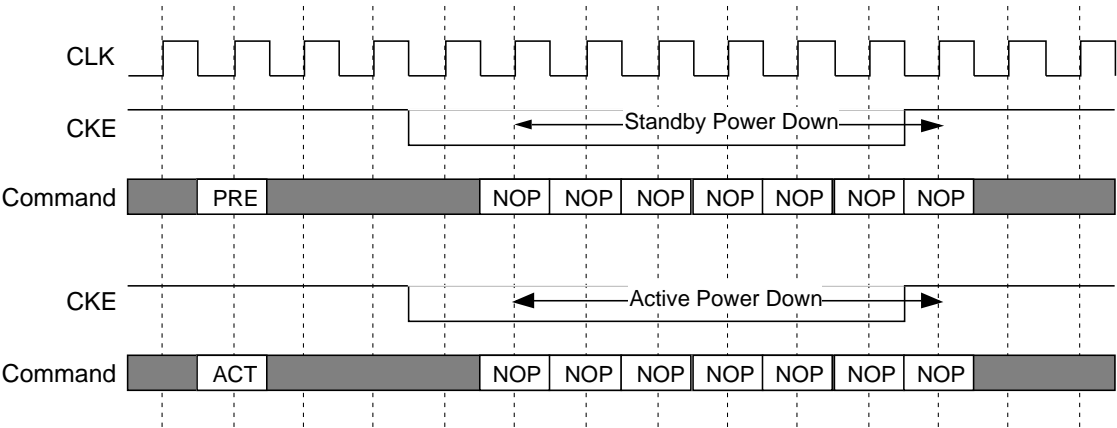 CLK
CKE
Standby Power Down
Command PRE NOP NOP NOP NOP NOP NOP NOP
CKE
Active Power Down
Command ACT NOP NOP NOP NOP NOP NOP NOP